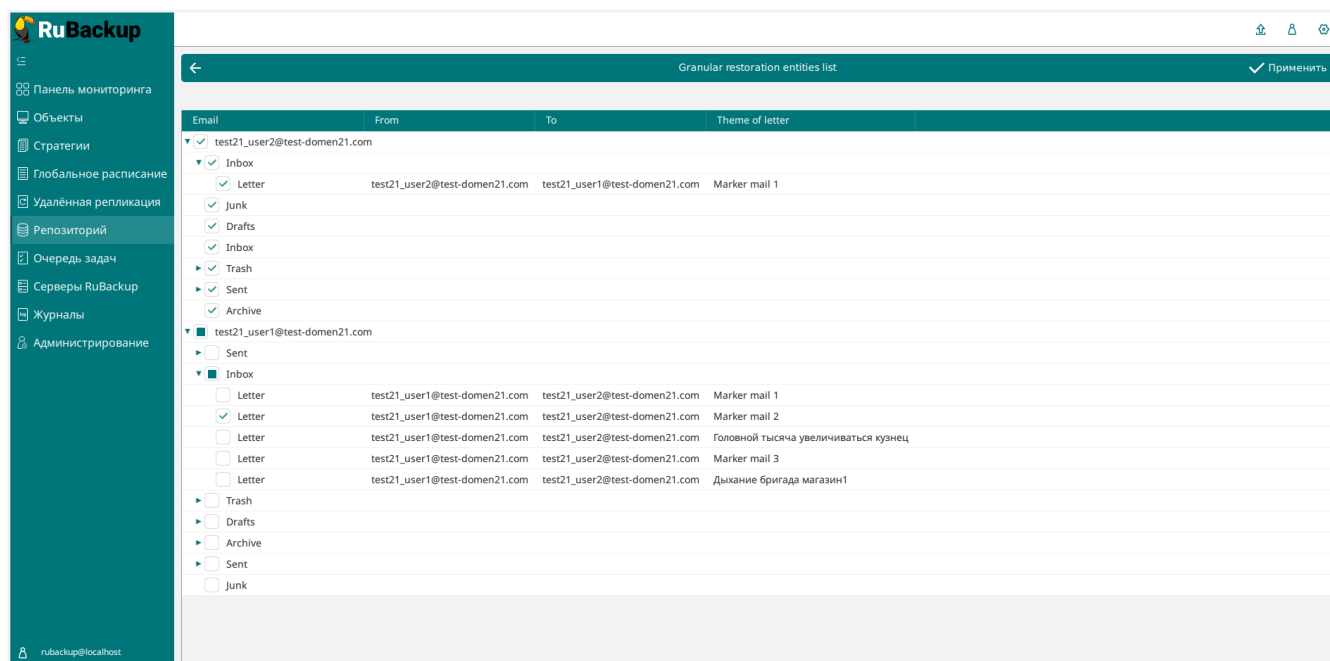 RuBackup
Granular restoration entities list
Применить
Панель мониторинга
Объекты
Стратегии
Глобальное расписание
Удалённая репликация
Репозиторий
Очередь задач
Серверы RuBackup
Журналы
Администрирование
rubackup@localhost
Email From To Theme of letter
test21_user2@test-domen21.com
Inbox
Letter test21_user2@test-domen21.com test21_user1@test-domen21.com Marker mail 1
Junk
Drafts
Inbox
Trash
Sent
Archive
test21_user1@test-domen21.com
Sent
Inbox
Letter test21_user1@test-domen21.com test21_user2@test-domen21.com Marker mail 1
Letter test21_user1@test-domen21.com test21_user2@test-domen21.com Marker mail 2
Letter test21_user1@test-domen21.com test21_user2@test-domen21.com Головной тысяча увеличиваться кузнец
Letter test21_user1@test-domen21.com test21_user2@test-domen21.com Marker mail 3
Letter test21_user1@test-domen21.com test21_user2@test-domen21.com Дыхание бригада магазин1
Trash
Drafts
Archive
Sent
Junk